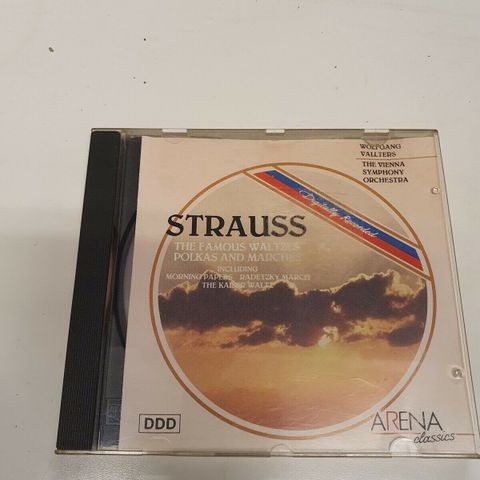 WOLFGANG
VALLTERS
THE VIENNA
SYMPHONY
ORCHESTRA
Digitally Recorded
STRAUSS
THE FAMOUS WALTZES
POLKAS AND MARCHES
INCLUDING
MORNING PAPERS RADETZKY MARCH
THE KAISER WALTZ
DDD
ARENA
classics